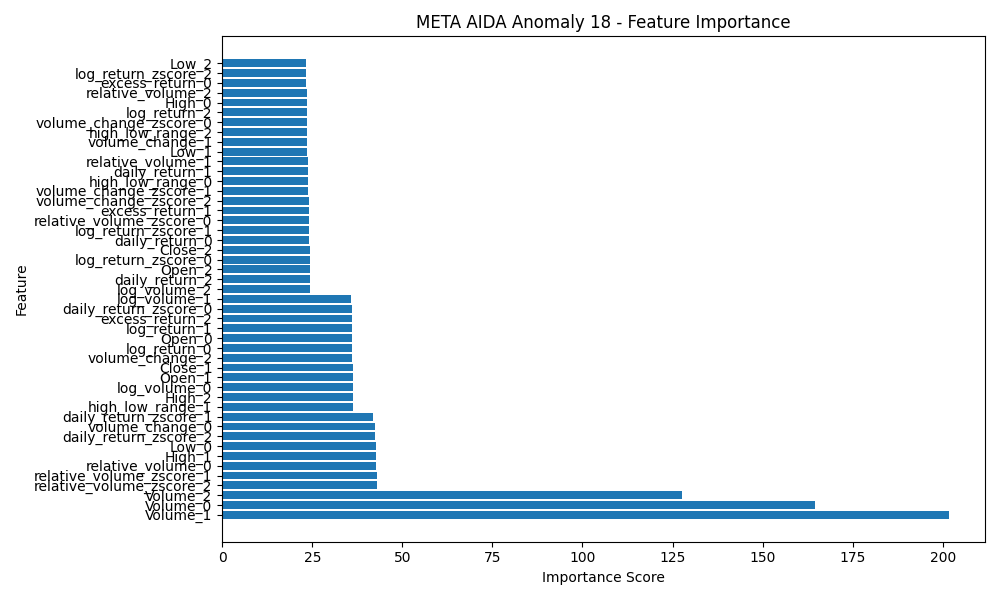 META AIDA Anomaly 18 - Feature Importance
Low_2
log_return_zscore_2
excess_return_0
relative_volume_2
High_0
log_return_2
volume_change_zscore_0
high_low_range_2
volume_change_1
Low_1
relative_volume_1
daily_return_1
high_low_range_0
volume_change_zscore_1
volume_change_zscore_2
excess_return_1
relative_volume_zscore_0
log_return_zscore_1
daily_return_0
Close_2
log_return_zscore_0
Open_2
daily_return_2
log_volume_2
log_volume_1
daily_return_zscore_0
excess_return_2
log_return_1
Open_0
log_return_0
volume_change_2
Close_1
Open_1
log_volume_0
High_2
high_low_range_1
daily_return_zscore_1
volume_change_0
daily_return_zscore_2
Low_0
High_1
relative_volume_0
relative_volume_zscore_1
relative_volume_zscore_2
Volume_2
Volume_0
Volume_1
Feature
0 25 50 75 100 125 150 175 200
Importance Score